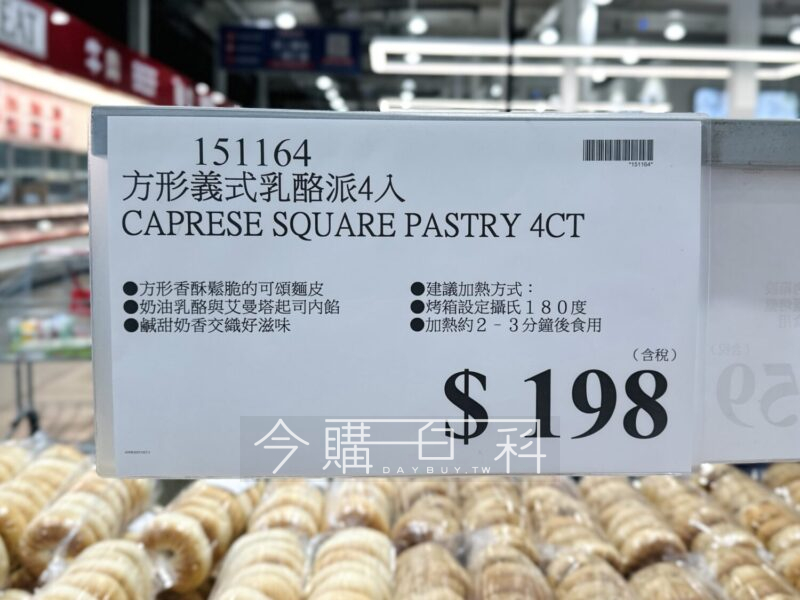 EAT
151164
*151164*
方形義式乳酪派4入
CAPRESE SQUARE PASTRY 4CT
●方形香酥鬆脆的可頌麵皮
●奶油乳酪與艾曼塔起司內餡
●鹹甜奶香交織好滋味
●建議加熱方式：
●烤箱設定攝氏180度
●加熱約2-3分鐘後食用
(含稅)
$ 198
今購百科
DAYBUY.TW